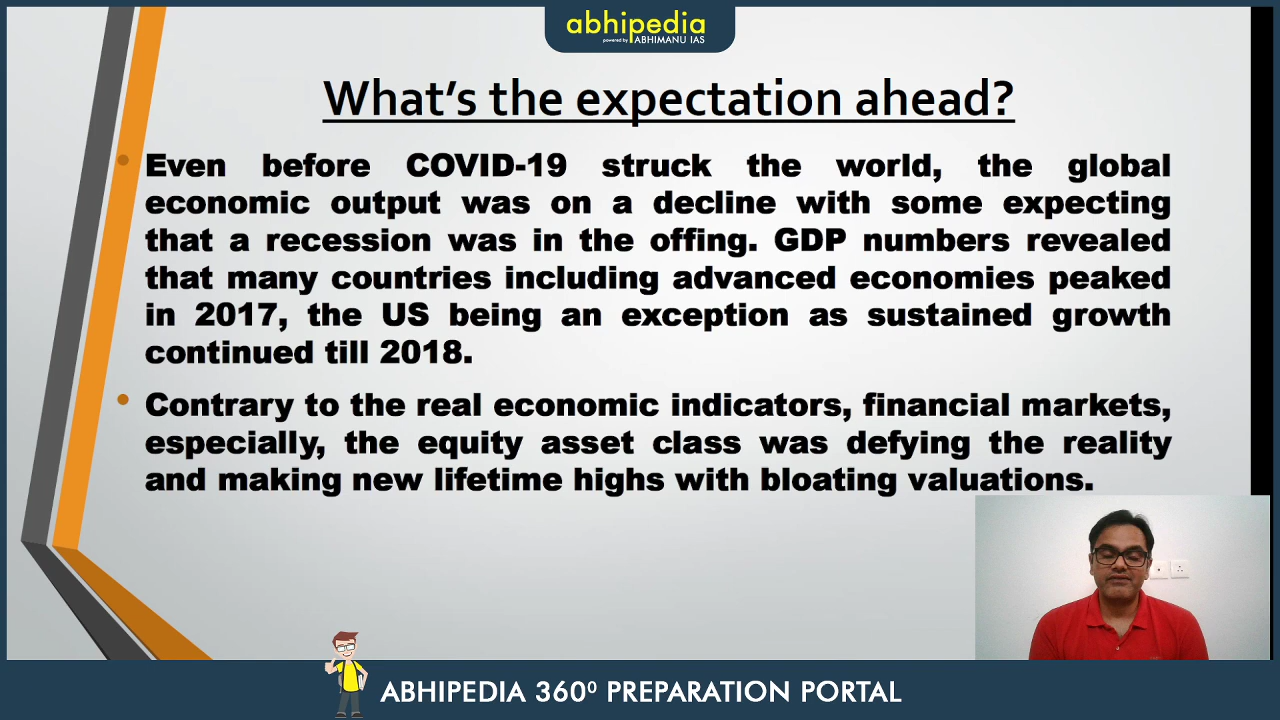 abhipedia
powered by ABHIMANU IAS
What's the expectation ahead?
• Even before COVID-19 struck the world, the global
economic output was on a decline with some expecting
that a recession was in the offing. GDP numbers revealed
that many countries including advanced economies peaked
in 2017, the US being an exception as sustained growth
continued till 2018.
• Contrary to the real economic indicators, financial markets,
especially, the equity asset class was defying the reality
and making new lifetime highs with bloating valuations.
ABHIPEDIA 360⁰ PREPARATION PORTAL